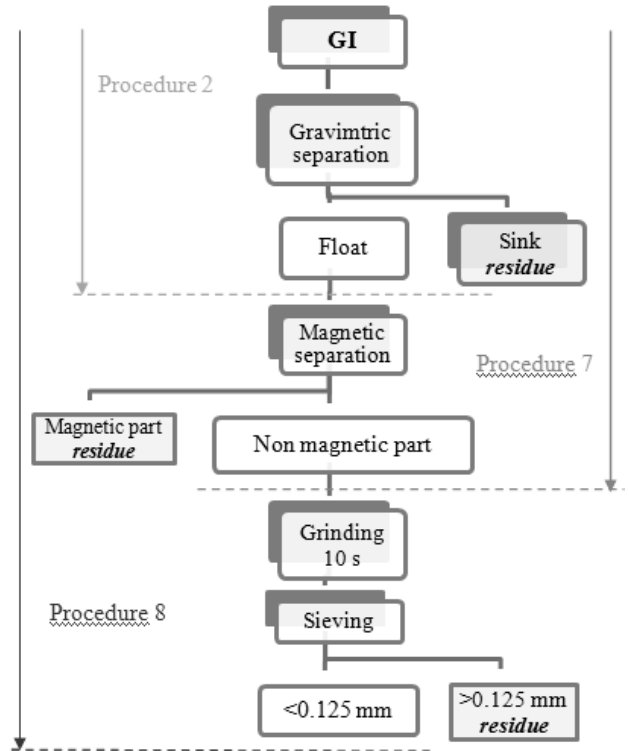 GI
Procedure 2
Gravimtric
separation
Float
Sink
residue
Magnetic
separation
Procedure 7
Magnetic part
residue
Non magnetic part
Grinding
10 s
Procedure 8
Sieving
<0.125 mm
>0.125 mm
residue